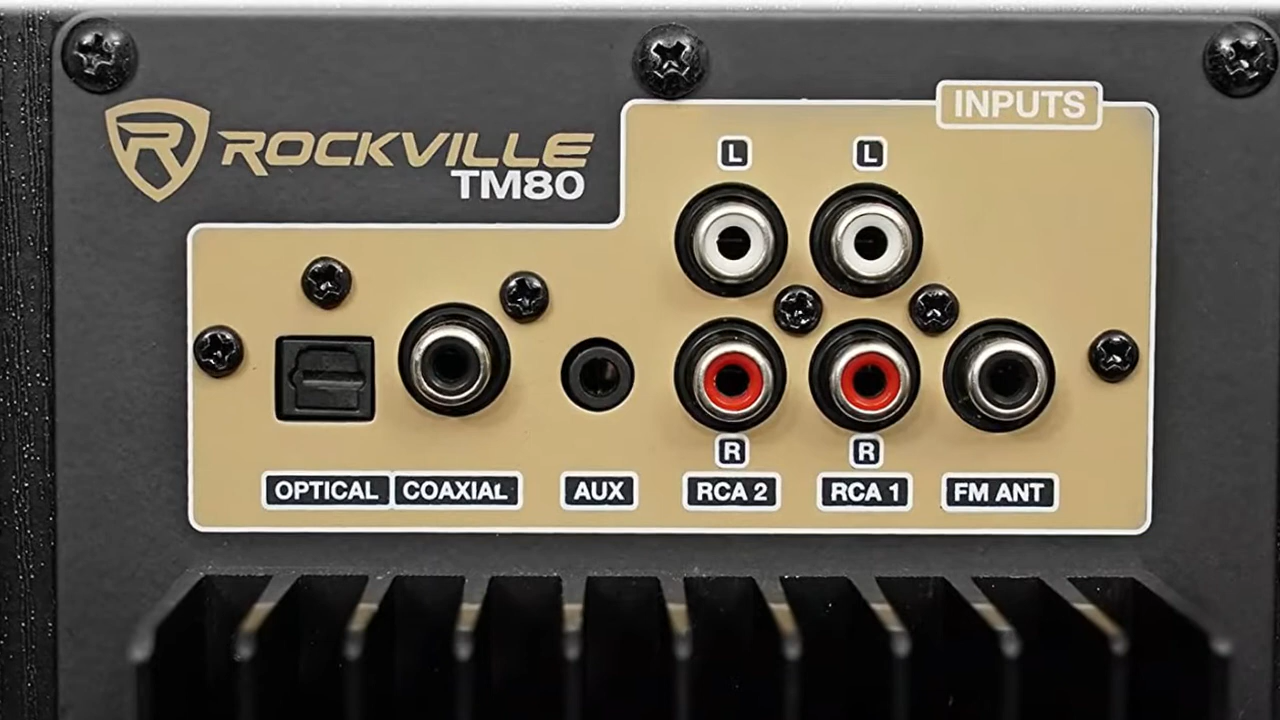 ROCKVILLE
TM80
INPUTS
L L
R R
OPTICAL COAXIAL AUX RCA 2 RCA 1 FM ANT